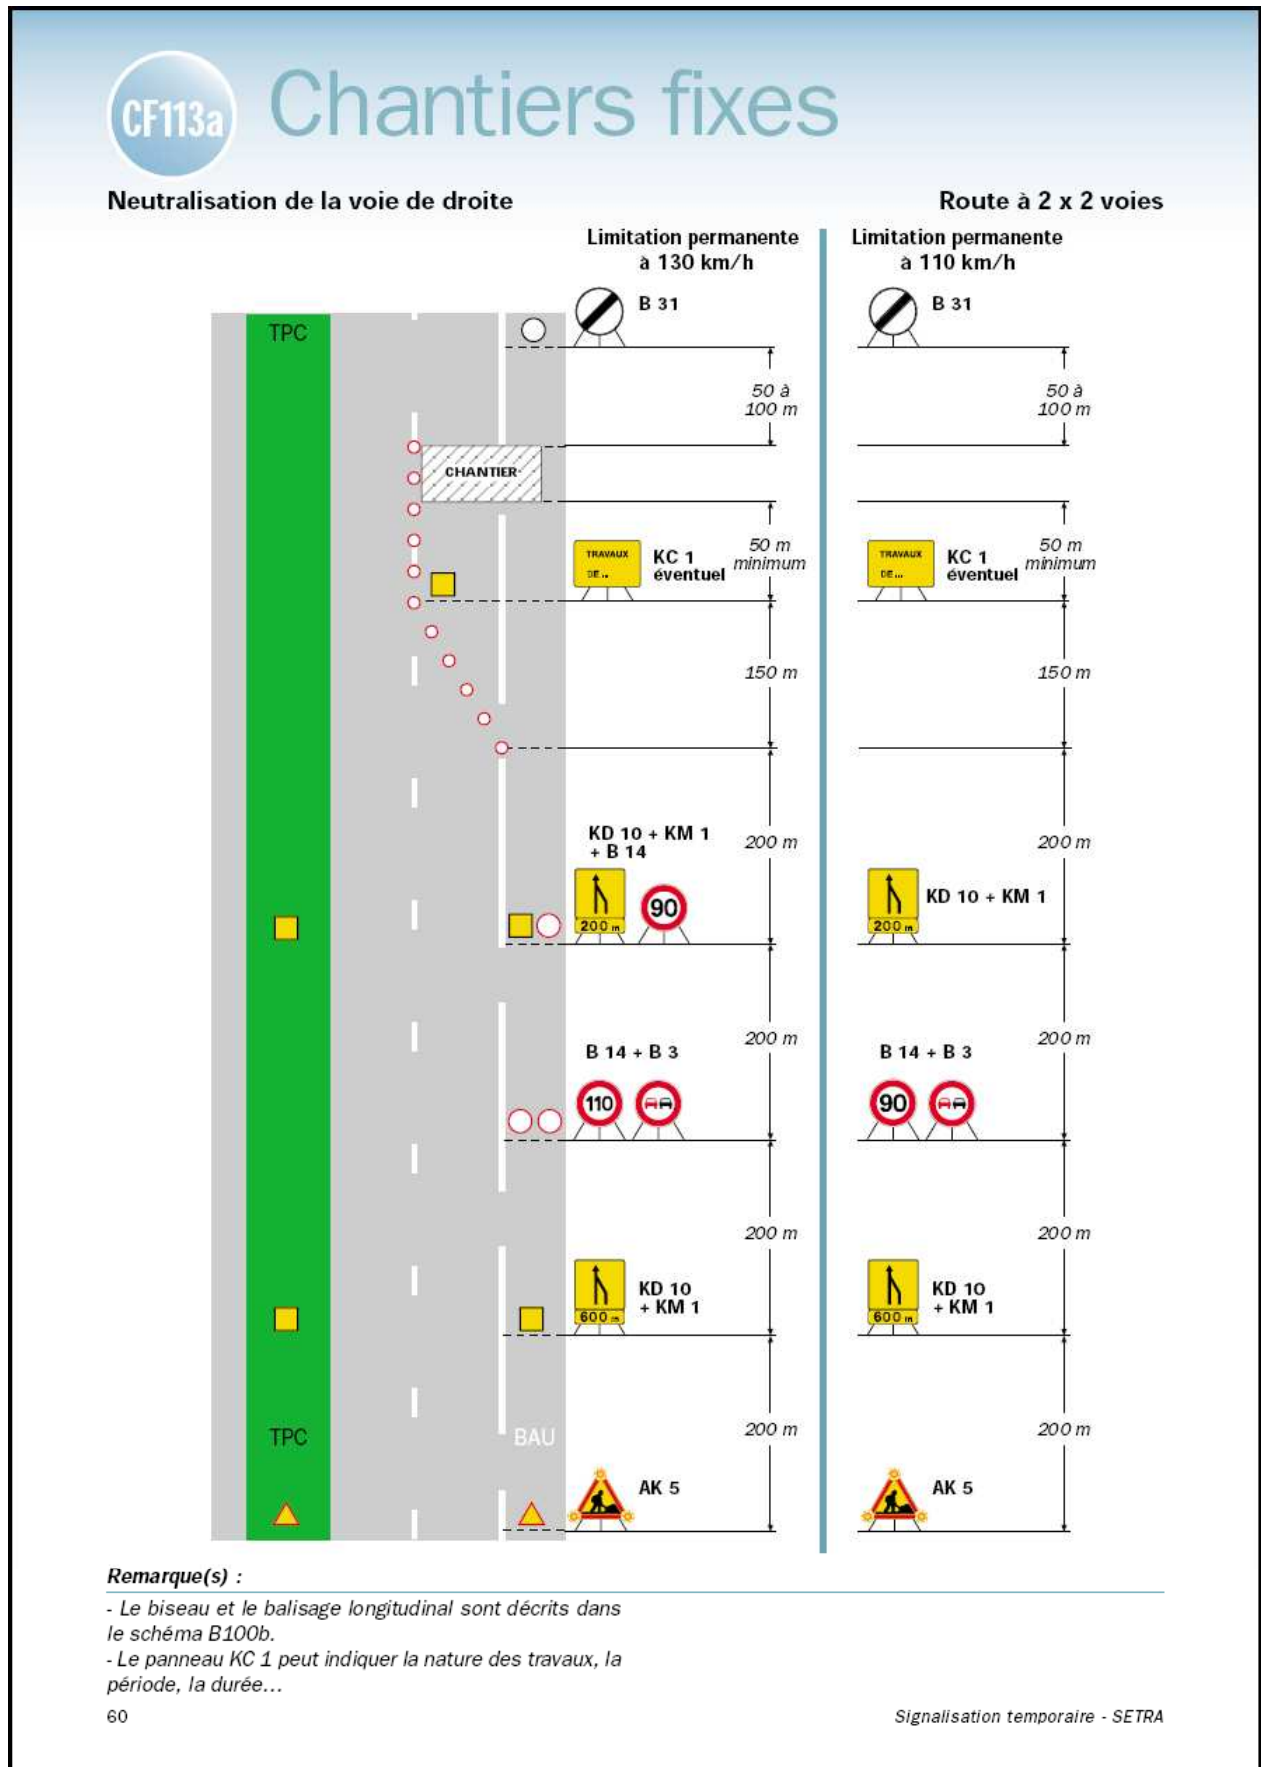 CF113a
Chantiers fixes
Neutralisation de la voie de droite
Route à 2 x 2 voies
Limitation permanente
à 130 km/h
Limitation permanente
à 110 km/h
B 31
B 31
TPC
50 à
100 m
50 à
100 m
CHANTIER
TRAVAUX
DE...
KC 1
éventuel
50 m
minimum
TRAVAUX
DE...
KC 1
éventuel
50 m
minimum
150 m
150 m
KD 10 + KM 1
+ B 14
200 m
200 m
200 m
90
KD 10 + KM 1
200 m
B 14 + B 3
200 m
B 14 + B 3
200 m
110
90
200 m
200 m
KD 10
+ KM 1
600 m
KD 10
+ KM 1
600 m
TPC
BAU
200 m
200 m
AK 5
AK 5
Remarque(s) :
- Le biseau et le balisage longitudinal sont décrits dans
le schéma B100b.
- Le panneau KC 1 peut indiquer la nature des travaux, la
période, la durée...
60
Signalisation temporaire - SETRA